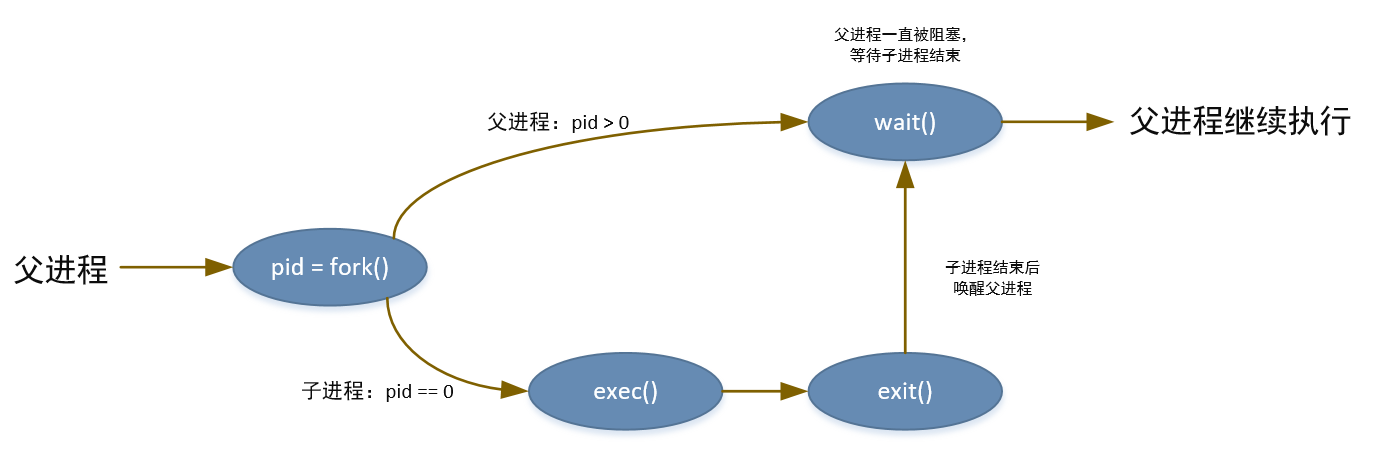 父进程一直被阻塞，
等待子进程结束
父进程：pid > 0
wait()
父进程继续执行
父进程
pid = fork()
子进程结束后
唤醒父进程
子进程：pid == 0
exec()
exit()